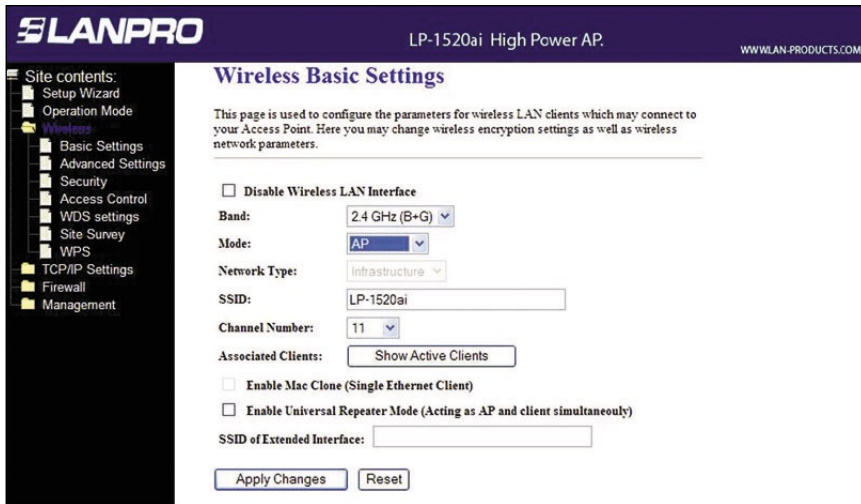 LANPRO
LP-1520ai High Power AP.
WWW.LAN-PRODUCTS.COM
Site contents:
Setup Wizard
Operation Mode
Wireless
Basic Settings
Advanced Settings
Security
Access Control
WDS settings
Site Survey
WPS
TCP/IP Settings
Firewall
Management
Wireless Basic Settings
This page is used to configure the parameters for wireless LAN clients which may connect to
your Access Point. Here you may change wireless encryption settings as well as wireless
network parameters.
Disable Wireless LAN Interface
Band: 2.4 GHz (B+G)
Mode: AP
Network Type: Infrastructure
SSID: LP-1520ai
Channel Number: 11
Associated Clients: Show Active Clients
Enable Mac Clone (Single Ethernet Client)
Enable Universal Repeater Mode (Acting as AP and client simultaneouly)
SSID of Extended Interface:
Apply Changes Reset